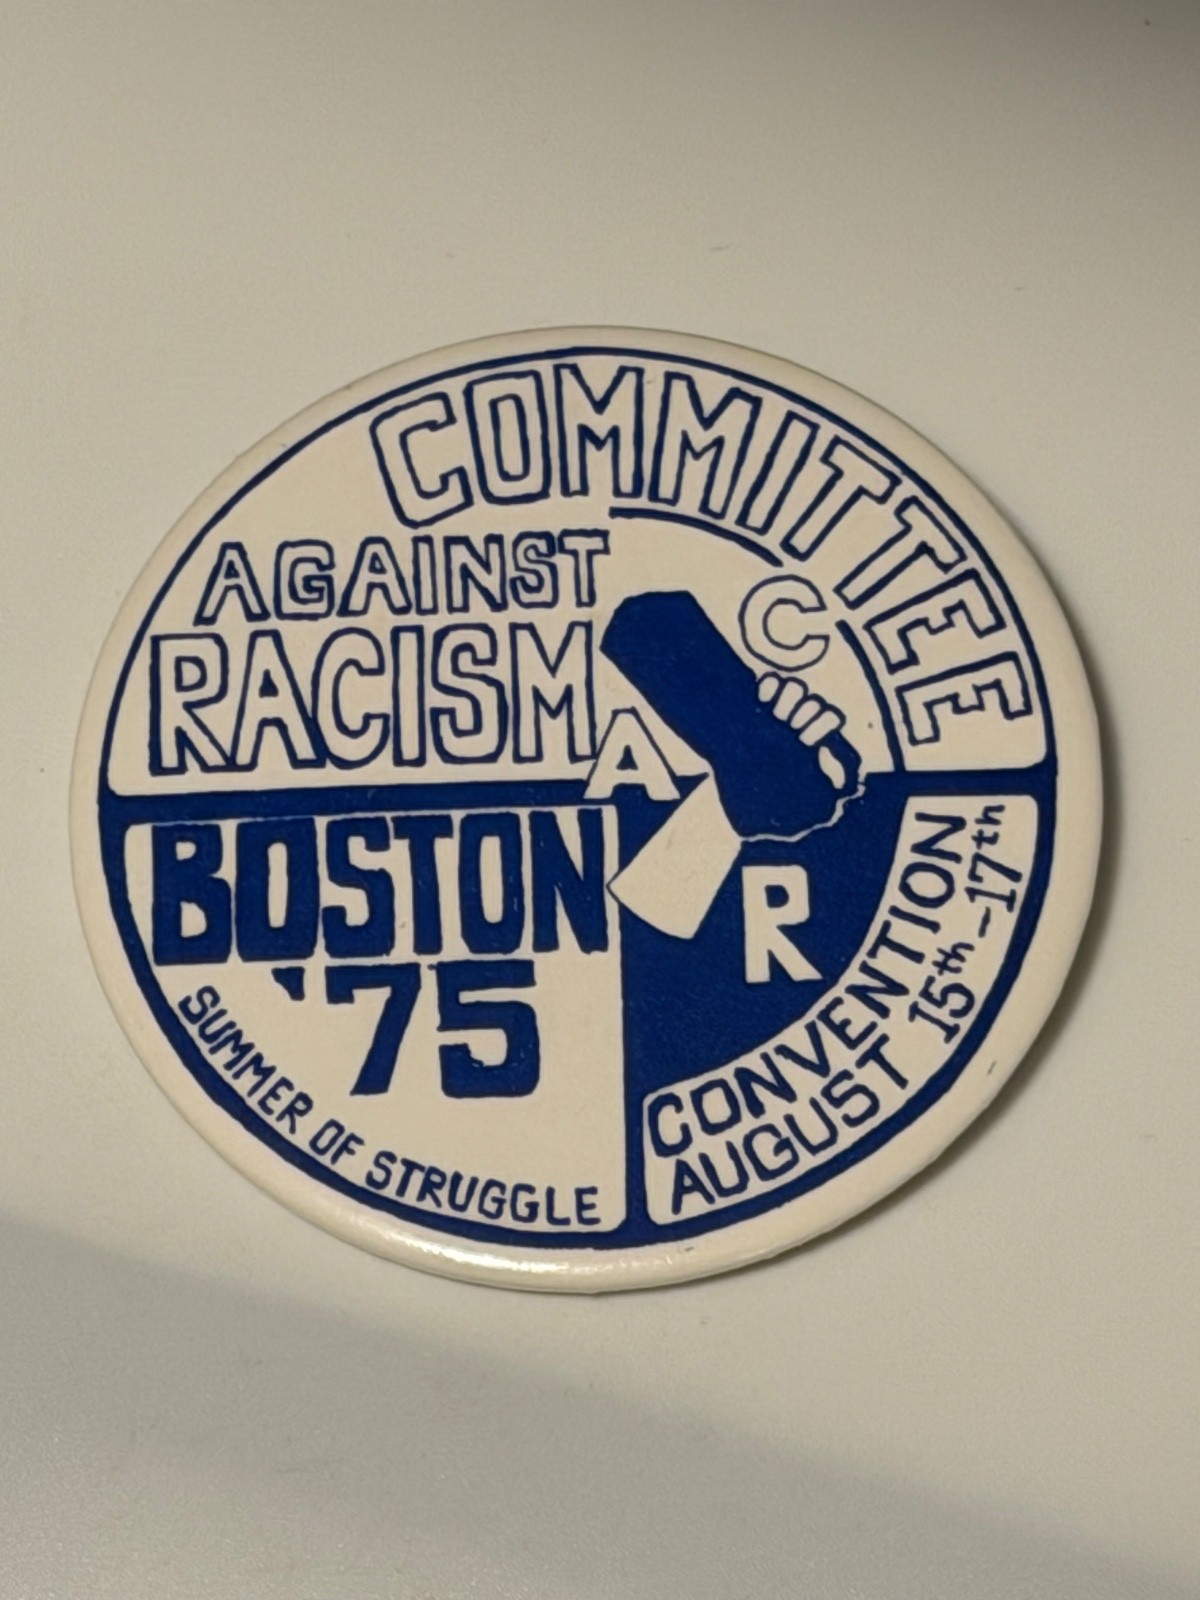 COMMITTEE
AGAINST
RACISM
C
A
R
BOSTON
'75
SUMMER OF STRUGGLE
CONVENTION
AUGUST 15th-17th